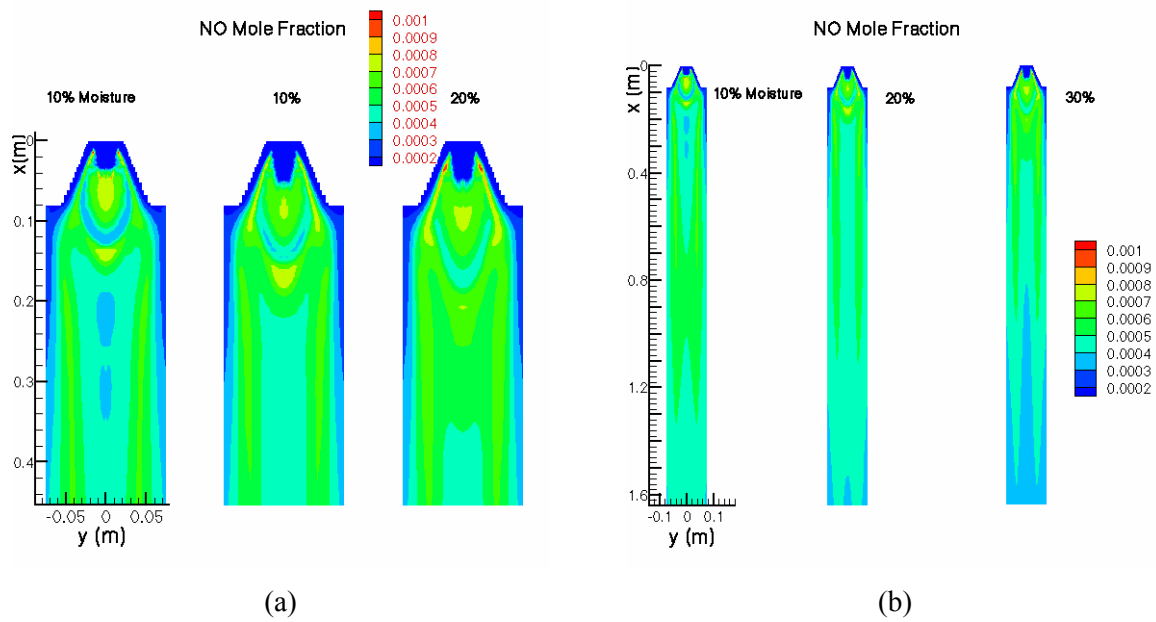 NO Mole Fraction
0.001
0.0009
0.0008
0.0007
0.0006
0.0005
0.0004
0.0003
0.0002
10% Moisture
10%
20%
x(m)
0
0.1
0.2
0.3
0.4
-0.05 0 0.05
y (m)
(a)
NO Mole Fraction
x (m)
0
0.4
0.8
1.2
1.6
10% Moisture
20%
30%
0.001
0.0009
0.0008
0.0007
0.0006
0.0005
0.0004
0.0003
0.0002
-0.1 0 0.1
y (m)
(b)